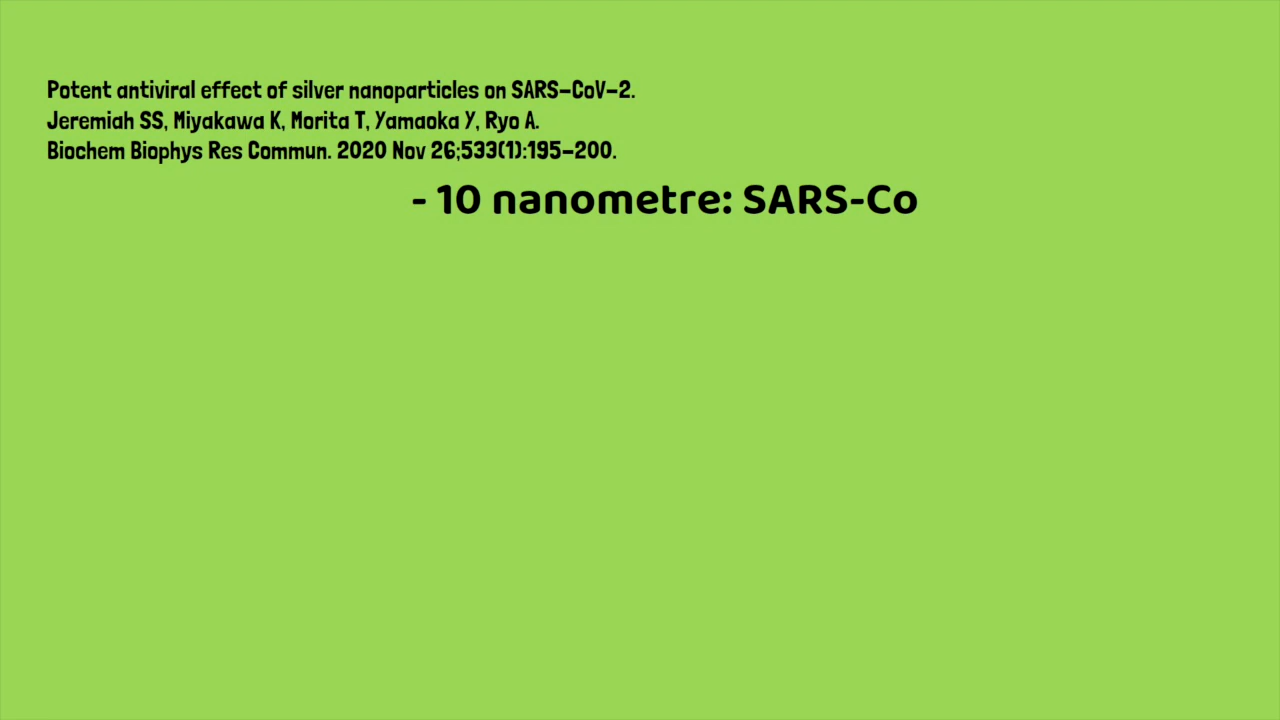 Potent antiviral effect of silver nanoparticles on SARS-CoV-2.
Jeremiah SS, Miyakawa K, Morita T, Yamaoka Y, Ryo A.
Biochem Biophys Res Commun. 2020 Nov 26;533(1):195-200.
- 10 nanometre: SARS-Co